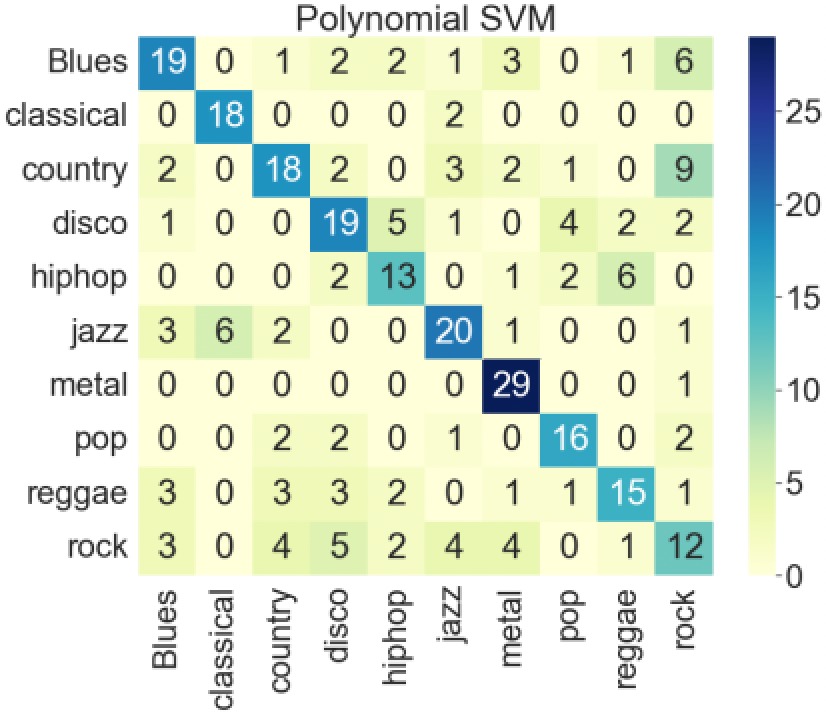 Polynomial SVM
Blues 19 0 1 2 2 1 3 0 1 6
classical 0 18 0 0 0 2 0 0 0 0
country 2 0 18 2 0 3 2 1 0 9
disco 1 0 0 19 5 1 0 4 2 2
hiphop 0 0 0 2 13 0 1 2 6 0
jazz 3 6 2 0 0 20 1 0 0 1
metal 0 0 0 0 0 0 29 0 0 1
pop 0 0 2 2 0 1 0 16 0 2
reggae 3 0 3 3 2 0 1 1 15 1
rock 3 0 4 5 2 4 4 0 1 12
Blues classical country disco hiphop jazz metal pop reggae rock
25
20
15
10
5
0